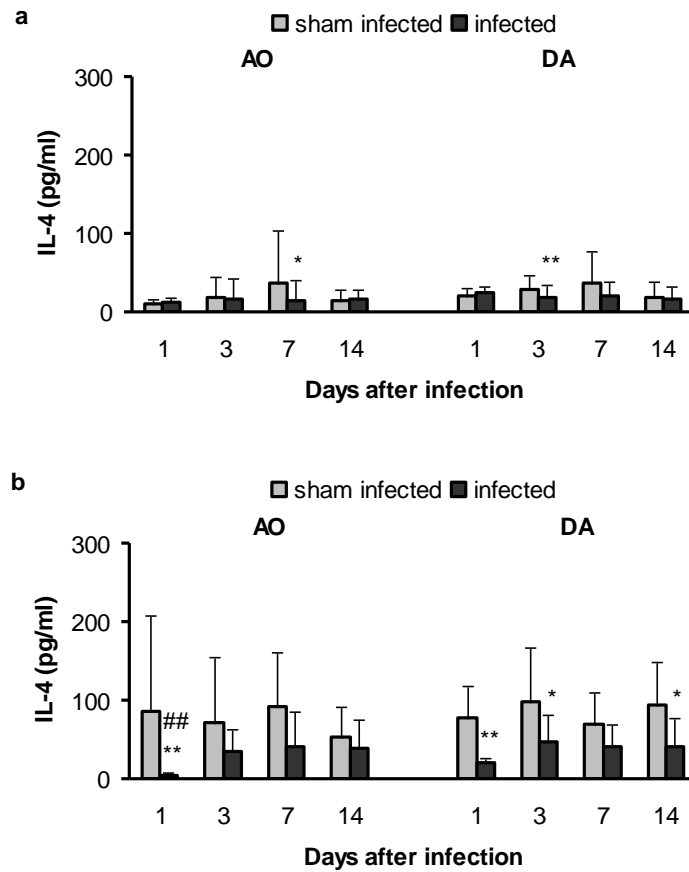 a
sham infected infected
AO DA
300
200
100
0
IL-4 (pg/ml)
* **
1 3 7 14 1 3 7 14
Days after infection
b
sham infected infected
AO DA
300
200
100
0
IL-4 (pg/ml)
##
** ** * *
1 3 7 14 1 3 7 14
Days after infection